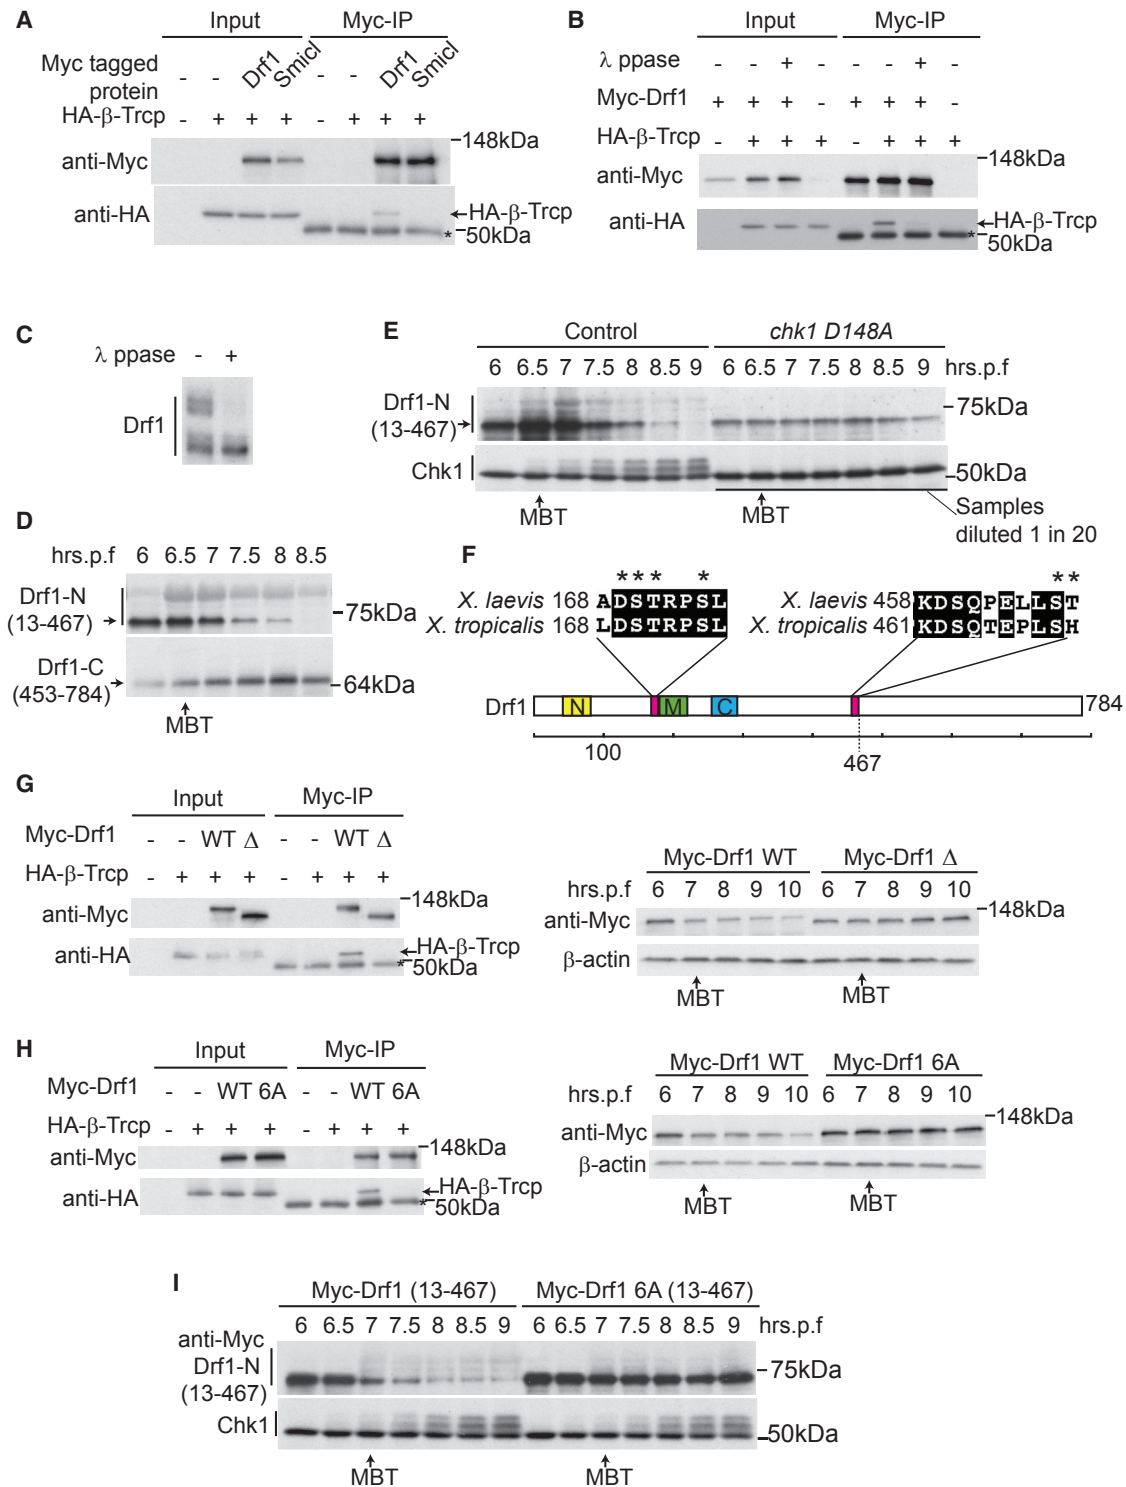 A
Input Myc-IP
Myc tagged protein - - Drf1 Smicl - - Drf1 Smicl
HA-β-Trcp - + + + - + + +
anti-Myc
148kDa
anti-HA
HA-β-Trcp
* 50kDa
B
Input Myc-IP
λ ppase - - + - - - + -
Myc-Drf1 + + + - + + + -
HA-β-Trcp - + + + - + + +
anti-Myc
148kDa
anti-HA
HA-β-Trcp
* 50kDa
C
λ ppase - +
Drf1
D
hrs.p.f 6 6.5 7 7.5 8 8.5
Drf1-N
(13-467)
75kDa
Drf1-C
(453-784)
64kDa
MBT
E
Control chk1 D148A
6 6.5 7 7.5 8 8.5 9 6 6.5 7 7.5 8 8.5 9 hrs.p.f
Drf1-N
(13-467)
75kDa
Chk1
50kDa
MBT MBT
Samples
diluted 1 in 20
F
* * * *
X. laevis 168 ADSTRPSL
X. tropicalis 168 LDSTRPSL
* *
X. laevis 458 KDSQPELLST
X. tropicalis 461 KDSQTEPLSH
Drf1 N M C 784
100 467
G
Input Myc-IP
Myc-Drf1 - - WT Δ - - WT Δ
HA-β-Trcp - + + + - + + +
anti-Myc
148kDa
anti-HA
HA-β-Trcp
* 50kDa
Myc-Drf1 WT Myc-Drf1 Δ
hrs.p.f 6 7 8 9 10 6 7 8 9 10
anti-Myc
148kDa
β-actin
MBT MBT
H
Input Myc-IP
Myc-Drf1 - - WT 6A - - WT 6A
HA-β-Trcp - + + + - + + +
anti-Myc
148kDa
anti-HA
HA-β-Trcp
* 50kDa
Myc-Drf1 WT Myc-Drf1 6A
hrs.p.f 6 7 8 9 10 6 7 8 9 10
anti-Myc
148kDa
β-actin
MBT MBT
I
Myc-Drf1 (13-467) Myc-Drf1 6A (13-467)
6 6.5 7 7.5 8 8.5 9 6 6.5 7 7.5 8 8.5 9 hrs.p.f
anti-Myc
Drf1-N
(13-467)
75kDa
Chk1
50kDa
MBT MBT